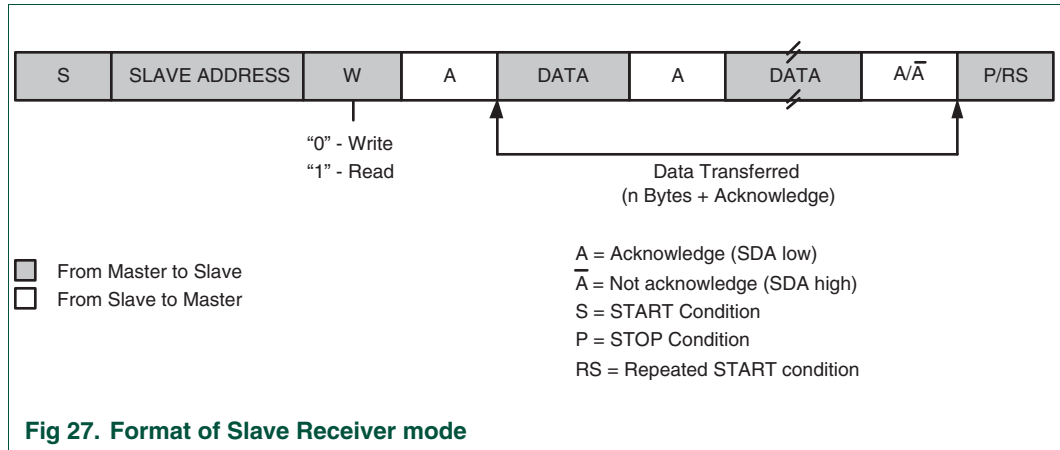 S SLAVE ADDRESS W A DATA A DATA A/A̅ P/RS
“0” - Write
“1” - Read
Data Transferred
(n Bytes + Acknowledge)
From Master to Slave
From Slave to Master
A = Acknowledge (SDA low)
A̅ = Not acknowledge (SDA high)
S = START Condition
P = STOP Condition
RS = Repeated START condition
Fig 27. Format of Slave Receiver mode